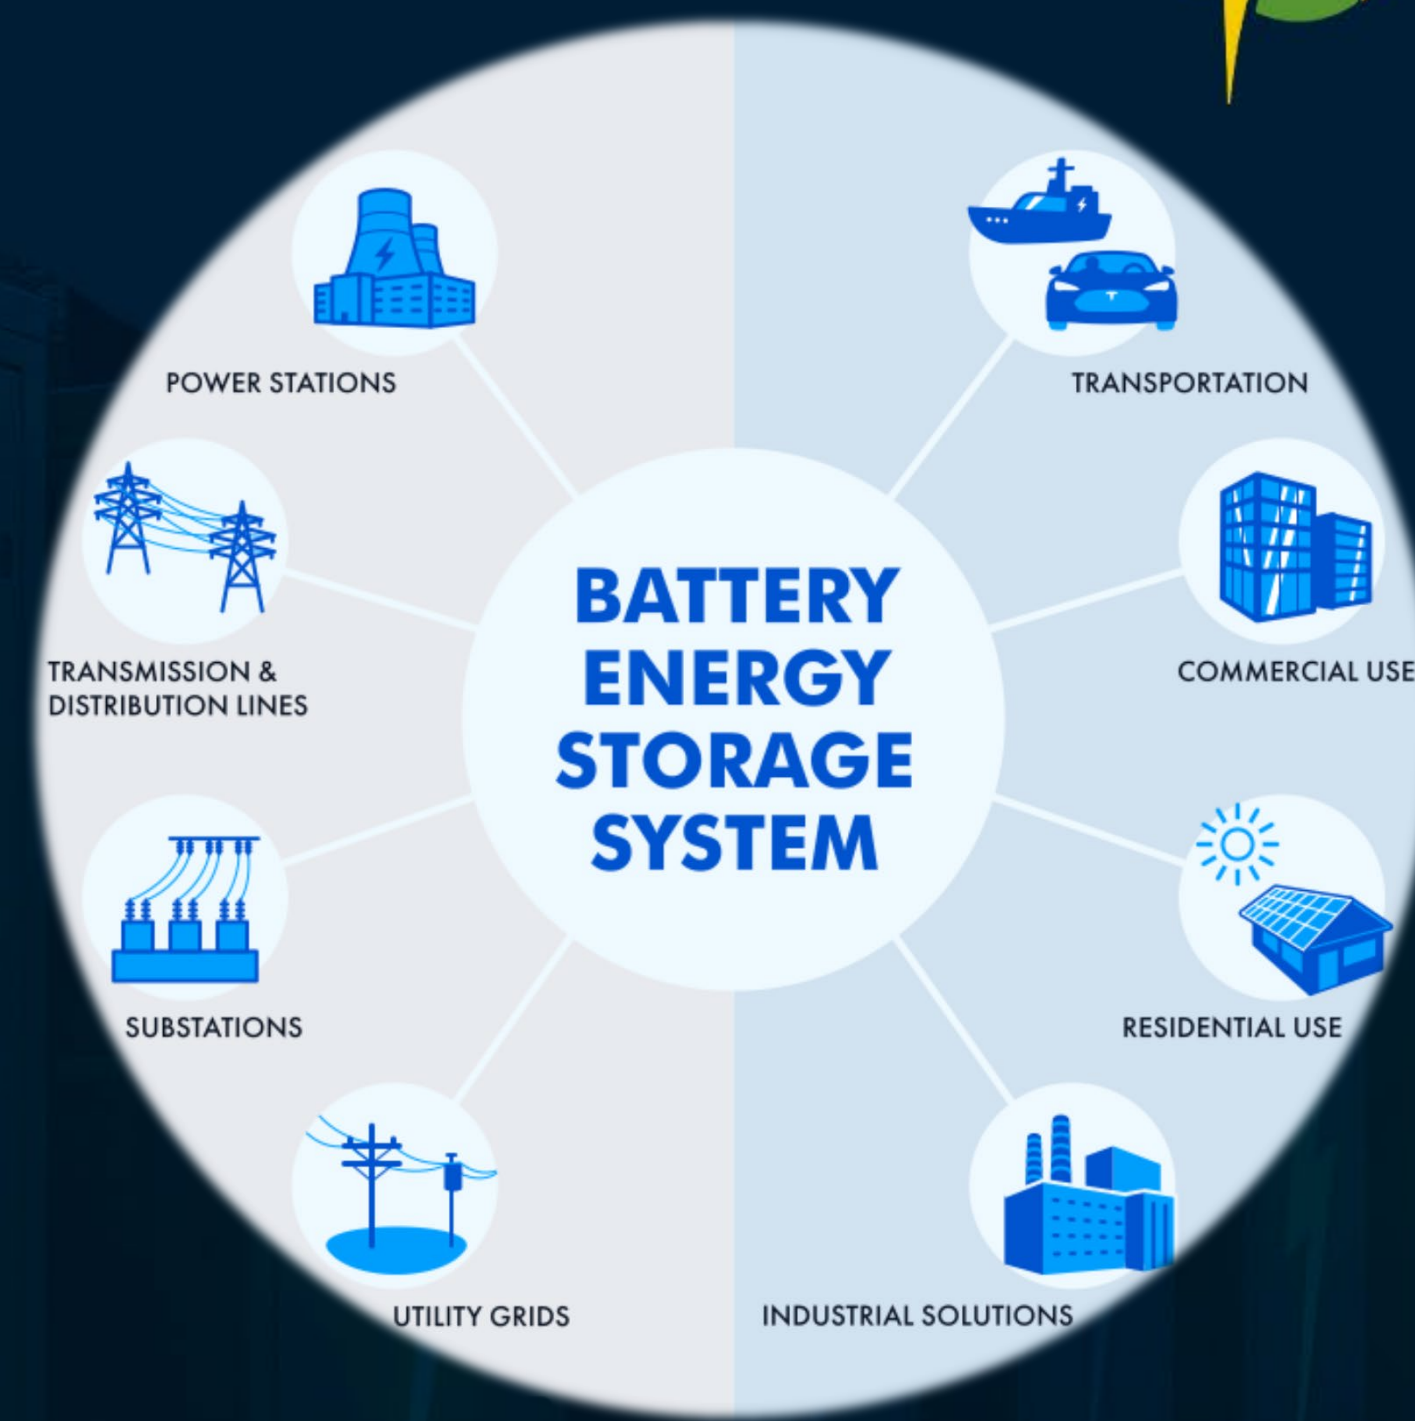 POWER STATIONS
TRANSPORTATION
TRANSMISSION &
DISTRIBUTION LINES
COMMERCIAL USE
BATTERY
ENERGY
STORAGE
SYSTEM
SUBSTATIONS
RESIDENTIAL USE
UTILITY GRIDS
INDUSTRIAL SOLUTIONS